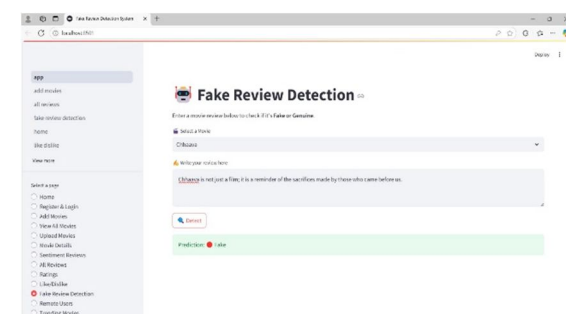 Fake Review Detection System
localhost:8501
Deploy
app
add movies
all reviews
fake review detection
home
like dislike
View more
Select a page
Home
Register & Login
Add Movies
View All Movies
Upload Movies
Movie Details
Sentiment Reviews
All Reviews
Ratings
Like/Dislike
Fake Review Detection
Remote Users
Trending Movies
Fake Review Detection
Enter a movie review below to check if it's Fake or Genuine.
Select a Movie
Chhaava
Write your review here
Chhaava is not just a film; it is a reminder of the sacrifices made by those who came before us.
Detect
Prediction: Fake